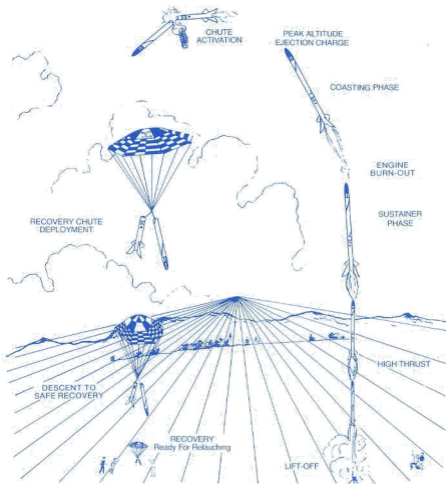 CHUTE
ACTIVATION
PEAK ALTITUDE
EJECTION CHARGE
COASTING PHASE
ENGINE
BURN-OUT
RECOVERY CHUTE
DEPLOYMENT
SUSTAINER
PHASE
HIGH THRUST
DESCENT TO
SAFE RECOVERY
RECOVERY
Ready For Relauching
LIFT-OFF